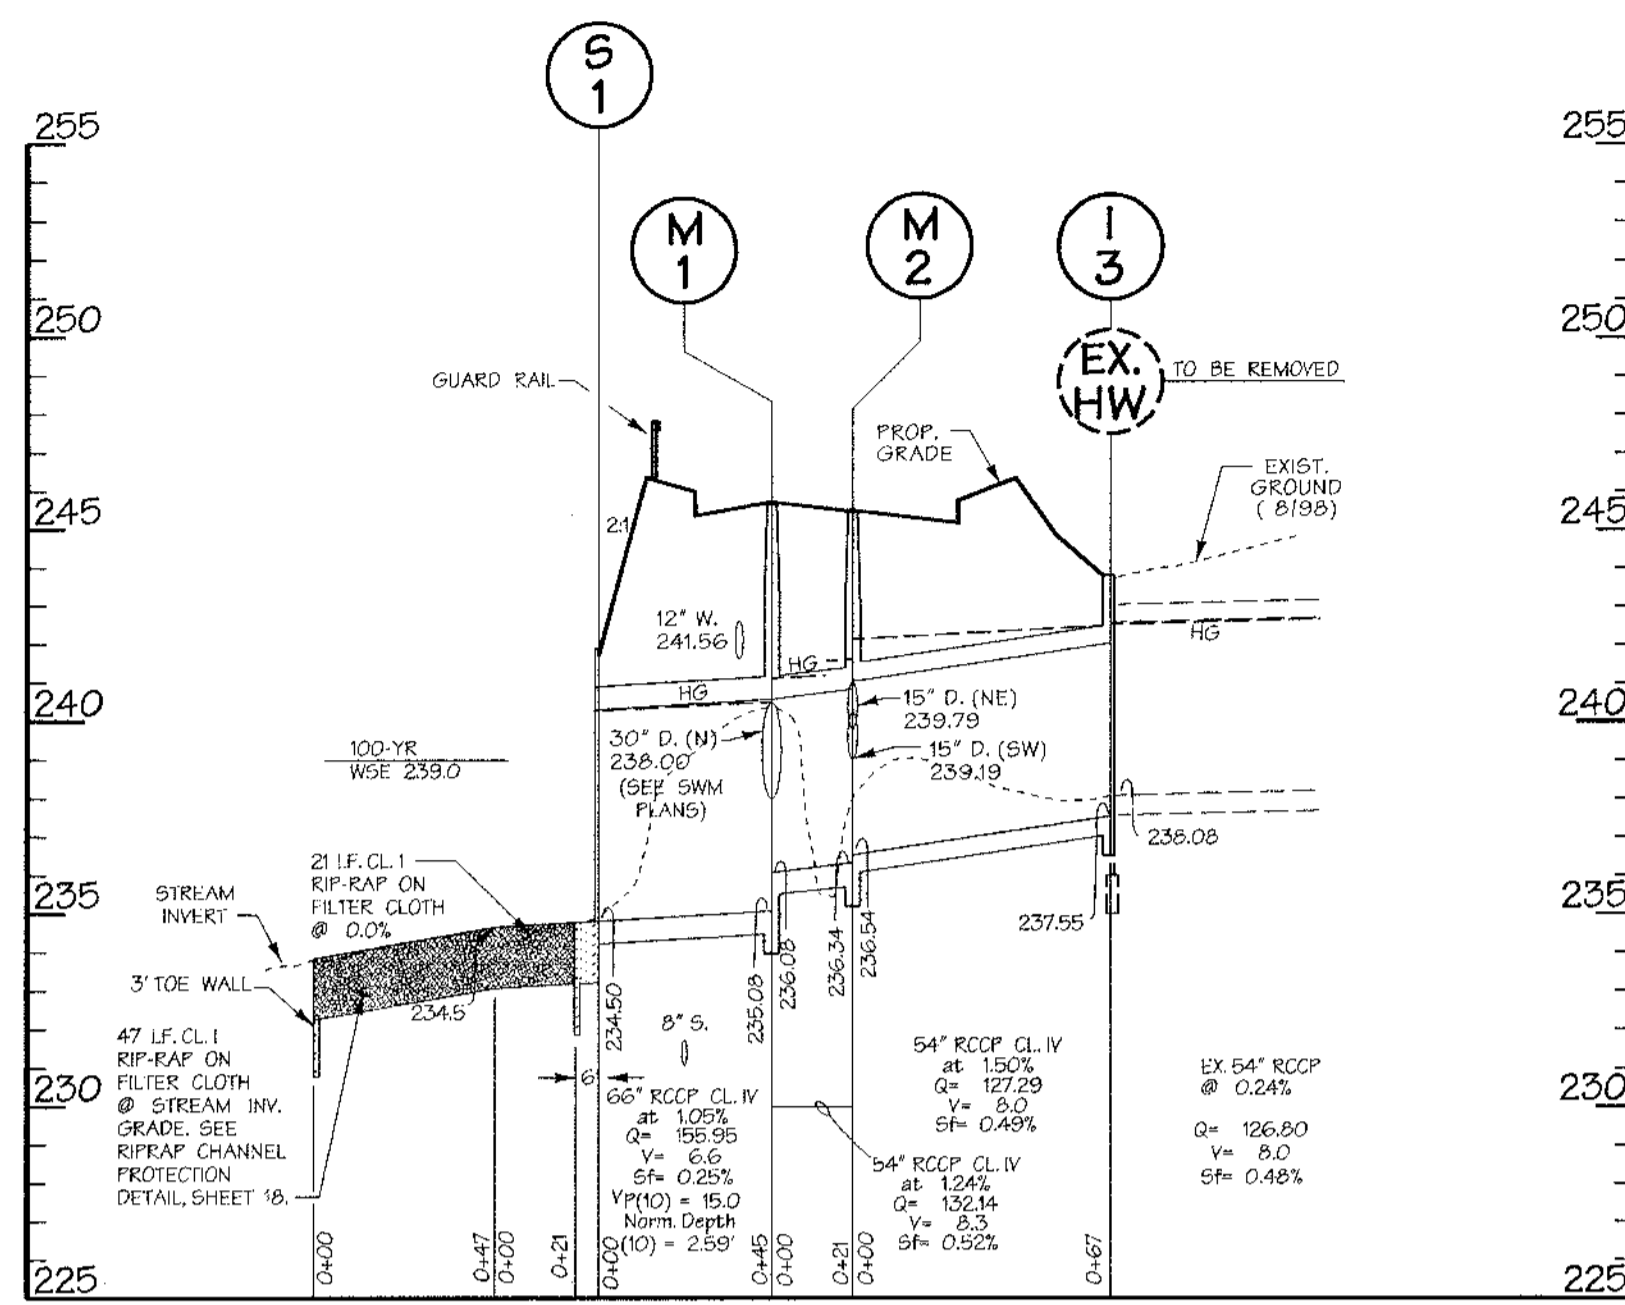 S
1
255
255
M
1
M
2
I
3
250
250
EX.
HW
TO BE REMOVED
GUARD RAIL
PROP.
GRADE
EXIST.
GROUND
( 8/98)
245
245
2:1
12" W.
241.56
HG
HG
HG
240
240
15" D. (NE)
239.79
30" D. (N)
238.00
(SEE SWM
PLANS)
15" D. (SW)
239.19
100-YR
WSE 239.0
238.08
21 L.F. CL. I
RIP-RAP ON
FILTER CLOTH
@ 0.0%
STREAM
INVERT
235
235
237.55
3' TOE WALL
234.5
234.50
235.08
236.08
236.34
236.54
8" S.
6
47 L.F. CL. I
RIP-RAP ON
FILTER CLOTH
@ STREAM INV.
GRADE. SEE
RIPRAP CHANNEL
PROTECTION
DETAIL, SHEET 18.
230
230
66" RCCP CL. IV
at 1.05%
Q= 155.95
V= 6.6
Sf= 0.25%
VP(10) = 15.0
Norm. Depth
(10) = 2.59'
54" RCCP CL. IV
at 1.50%
Q= 127.29
V= 8.0
Sf= 0.49%
54" RCCP CL. IV
at 1.24%
Q= 132.14
V= 8.3
Sf= 0.52%
EX. 54" RCCP
@ 0.24%
Q= 126.80
V= 8.0
Sf= 0.48%
225
225
0+00
0+47
0+00
0+21
0+00
0+45
0+00
0+21
0+00
0+67